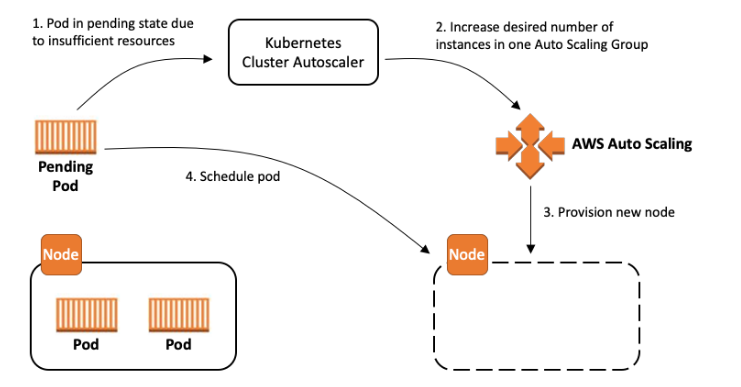 1. Pod in pending state due
to insufficient resources
Kubernetes
Cluster Autoscaler
2. Increase desired number of
instances in one Auto Scaling Group
Pending
Pod
AWS Auto Scaling
4. Schedule pod
3. Provision new node
Node
Node
Pod
Pod